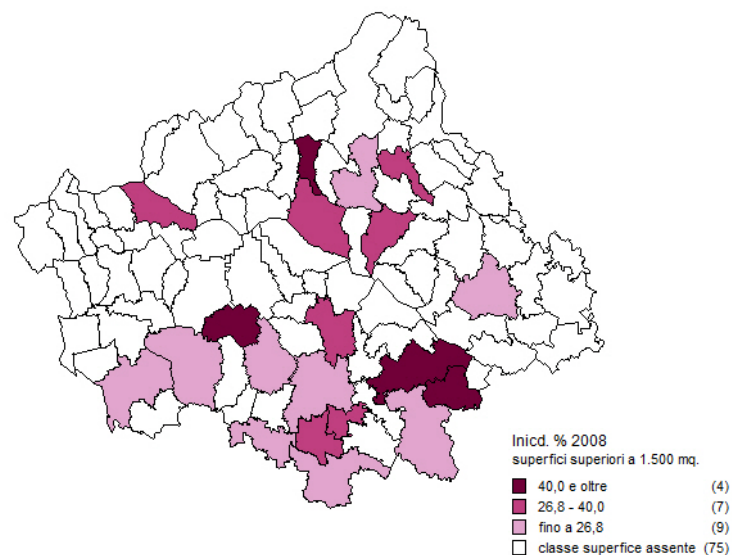 Inicd. % 2008
superfici superiori a 1.500 mq.
40,0 e oltre (4)
26,8 - 40,0 (7)
fino a 26,8 (9)
classe superfice assente (75)